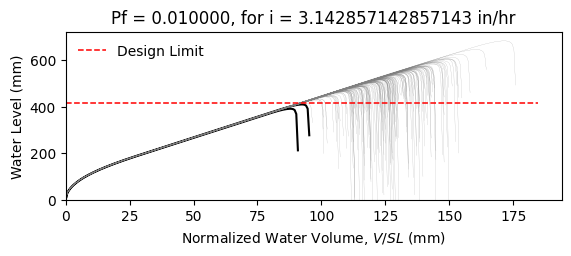 Pf = 0.010000, for i = 3.142857142857143 in/hr
Design Limit
Water Level (mm)
600
400
200
0
0 25 50 75 100 125 150 175
Normalized Water Volume, V/SL (mm)